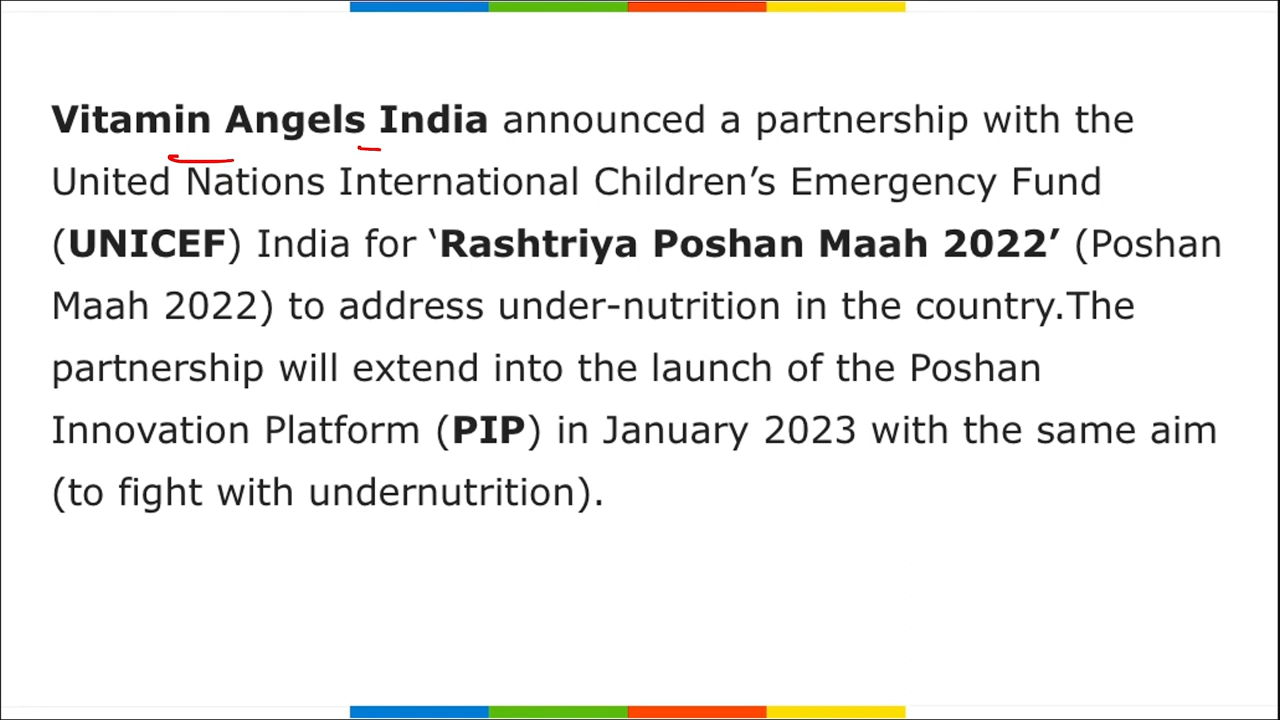 Vitamin Angels India announced a partnership with the
United Nations International Children’s Emergency Fund
(UNICEF) India for ‘Rashtriya Poshan Maah 2022’ (Poshan
Maah 2022) to address under-nutrition in the country.The
partnership will extend into the launch of the Poshan
Innovation Platform (PIP) in January 2023 with the same aim
(to fight with undernutrition).